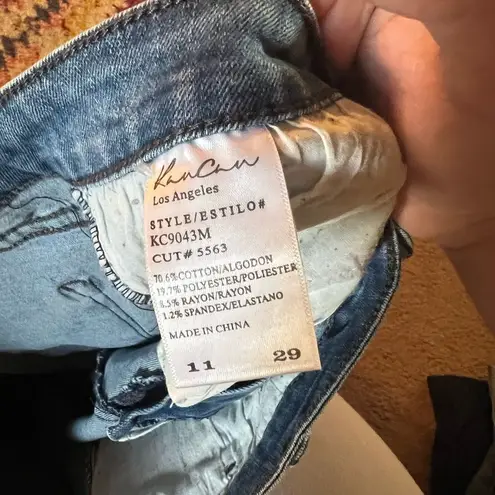 KanCan
Los Angeles
STYLE/ESTILO#
KC9043M
CUT# 5563
70.6%COTTON/ALGODON
19.7% POLYESTER/POLIESTER
8.5% RAYON/RAYON
1.2% SPANDEX/ELASTANO
MADE IN CHINA
11 29